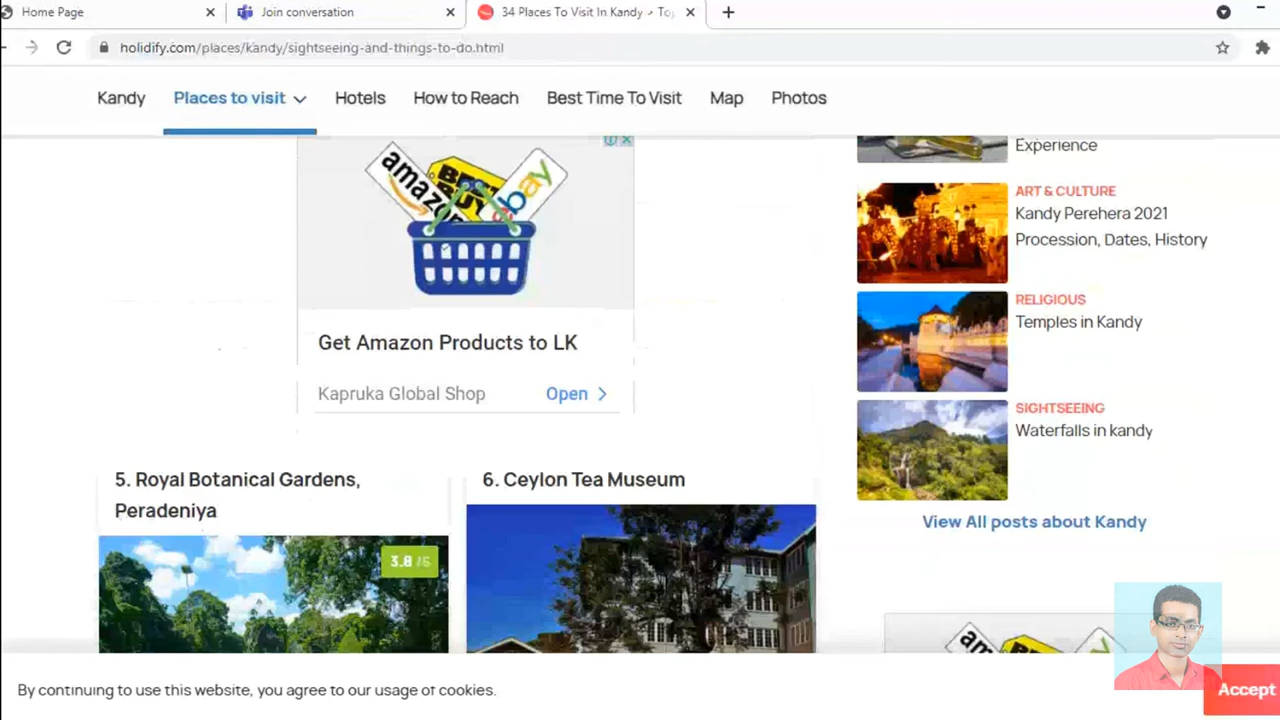 Home Page
Join conversation
34 Places To Visit In Kandy
holidify.com/places/kandy/sightseeing-and-things-to-do.html
Kandy
Places to visit
Hotels
How to Reach
Best Time To Visit
Map
Photos
amazon
BEST BUY
ebay
Get Amazon Products to LK
Kapruka Global Shop
Open
5. Royal Botanical Gardens,
Peradeniya
3.8 /5
6. Ceylon Tea Museum
Experience
ART & CULTURE
Kandy Perehera 2021
Procession, Dates, History
RELIGIOUS
Temples in Kandy
SIGHTSEEING
Waterfalls in kandy
View All posts about Kandy
By continuing to use this website, you agree to our usage of cookies.
Accept